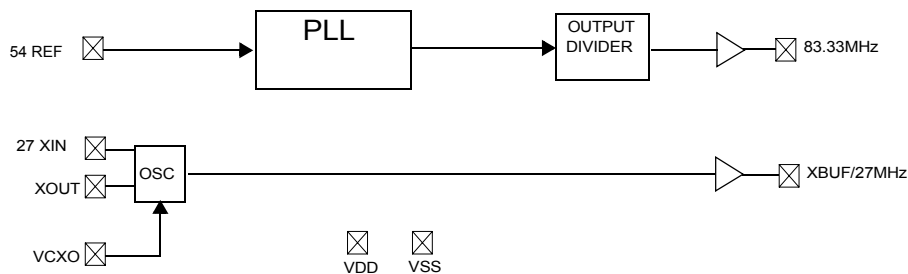 54 REF
PLL
OUTPUT
DIVIDER
83.33MHz
27 XIN
XOUT
OSC
XBUF/27MHz
VCXO
VDD
VSS